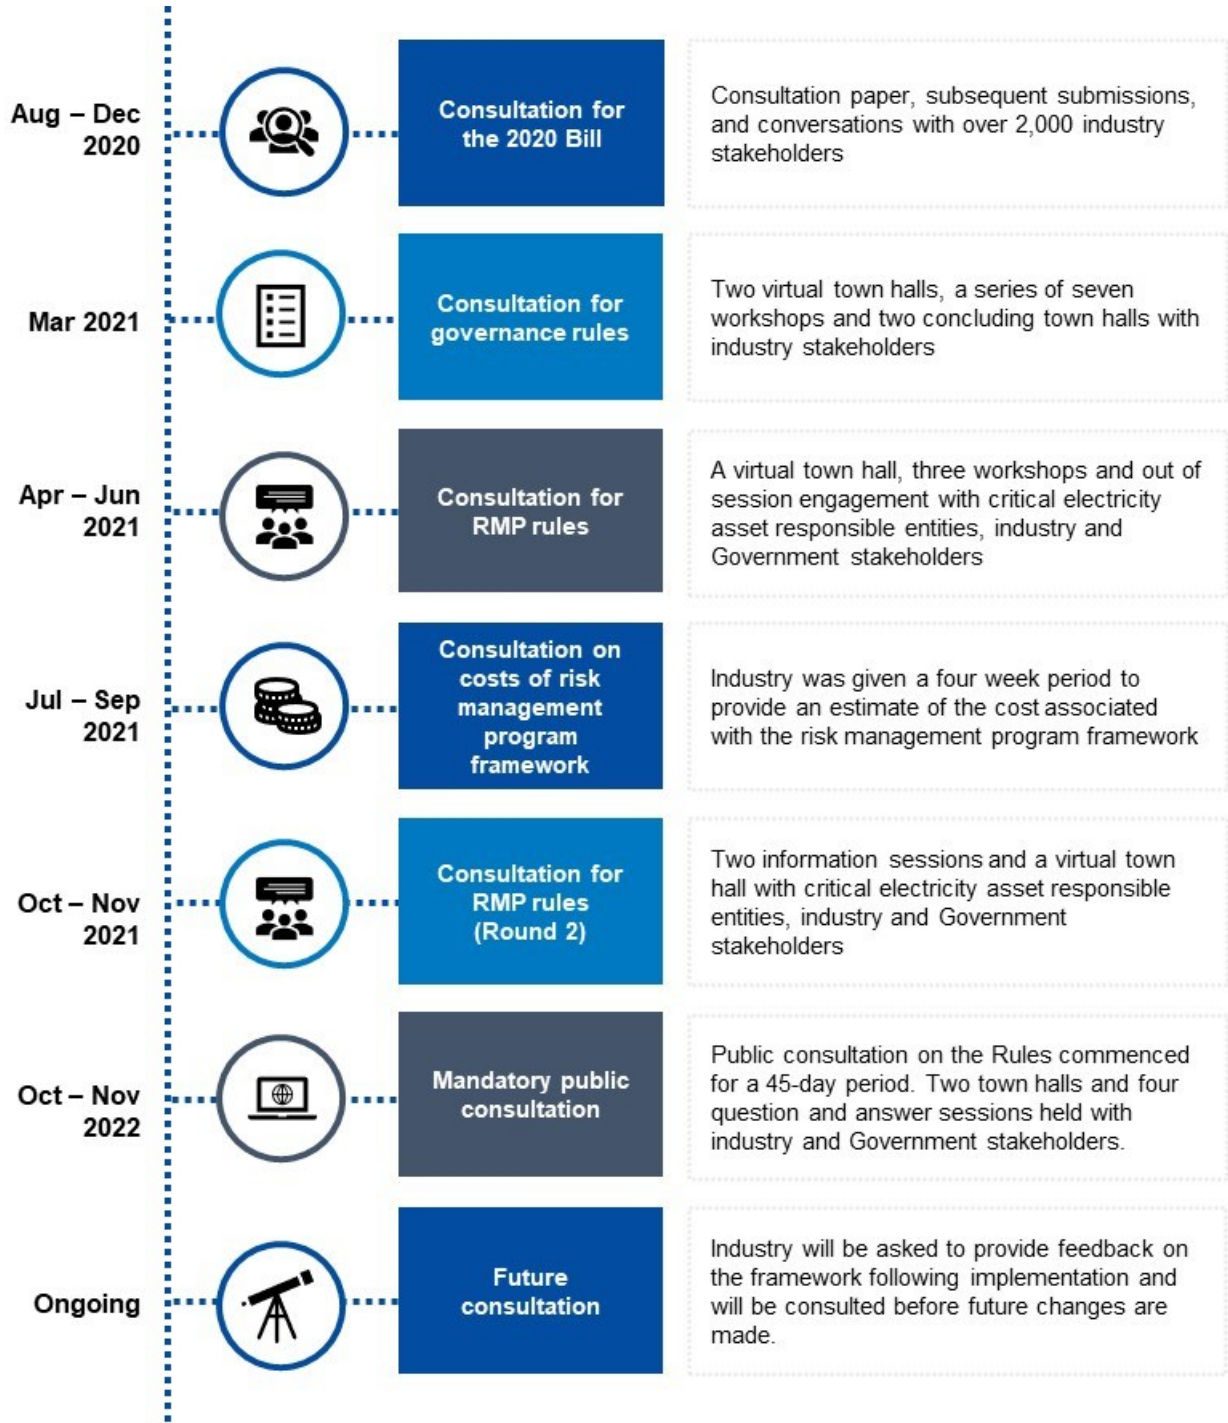 Aug – Dec
2020
Consultation for
the 2020 Bill
Consultation paper, subsequent submissions,
and conversations with over 2,000 industry
stakeholders
Mar 2021
Consultation for
governance rules
Two virtual town halls, a series of seven
workshops and two concluding town halls with
industry stakeholders
Apr – Jun
2021
Consultation for
RMP rules
A virtual town hall, three workshops and out of
session engagement with critical electricity
asset responsible entities, industry and
Government stakeholders
Jul – Sep
2021
Consultation on
costs of risk
management
program
framework
Industry was given a four week period to
provide an estimate of the cost associated
with the risk management program framework
Oct – Nov
2021
Consultation for
RMP rules
(Round 2)
Two information sessions and a virtual town
hall with critical electricity asset responsible
entities, industry and Government
stakeholders
Oct – Nov
2022
Mandatory public
consultation
Public consultation on the Rules commenced
for a 45-day period. Two town halls and four
question and answer sessions held with
industry and Government stakeholders.
Ongoing
Future
consultation
Industry will be asked to provide feedback on
the framework following implementation and
will be consulted before future changes are
made.